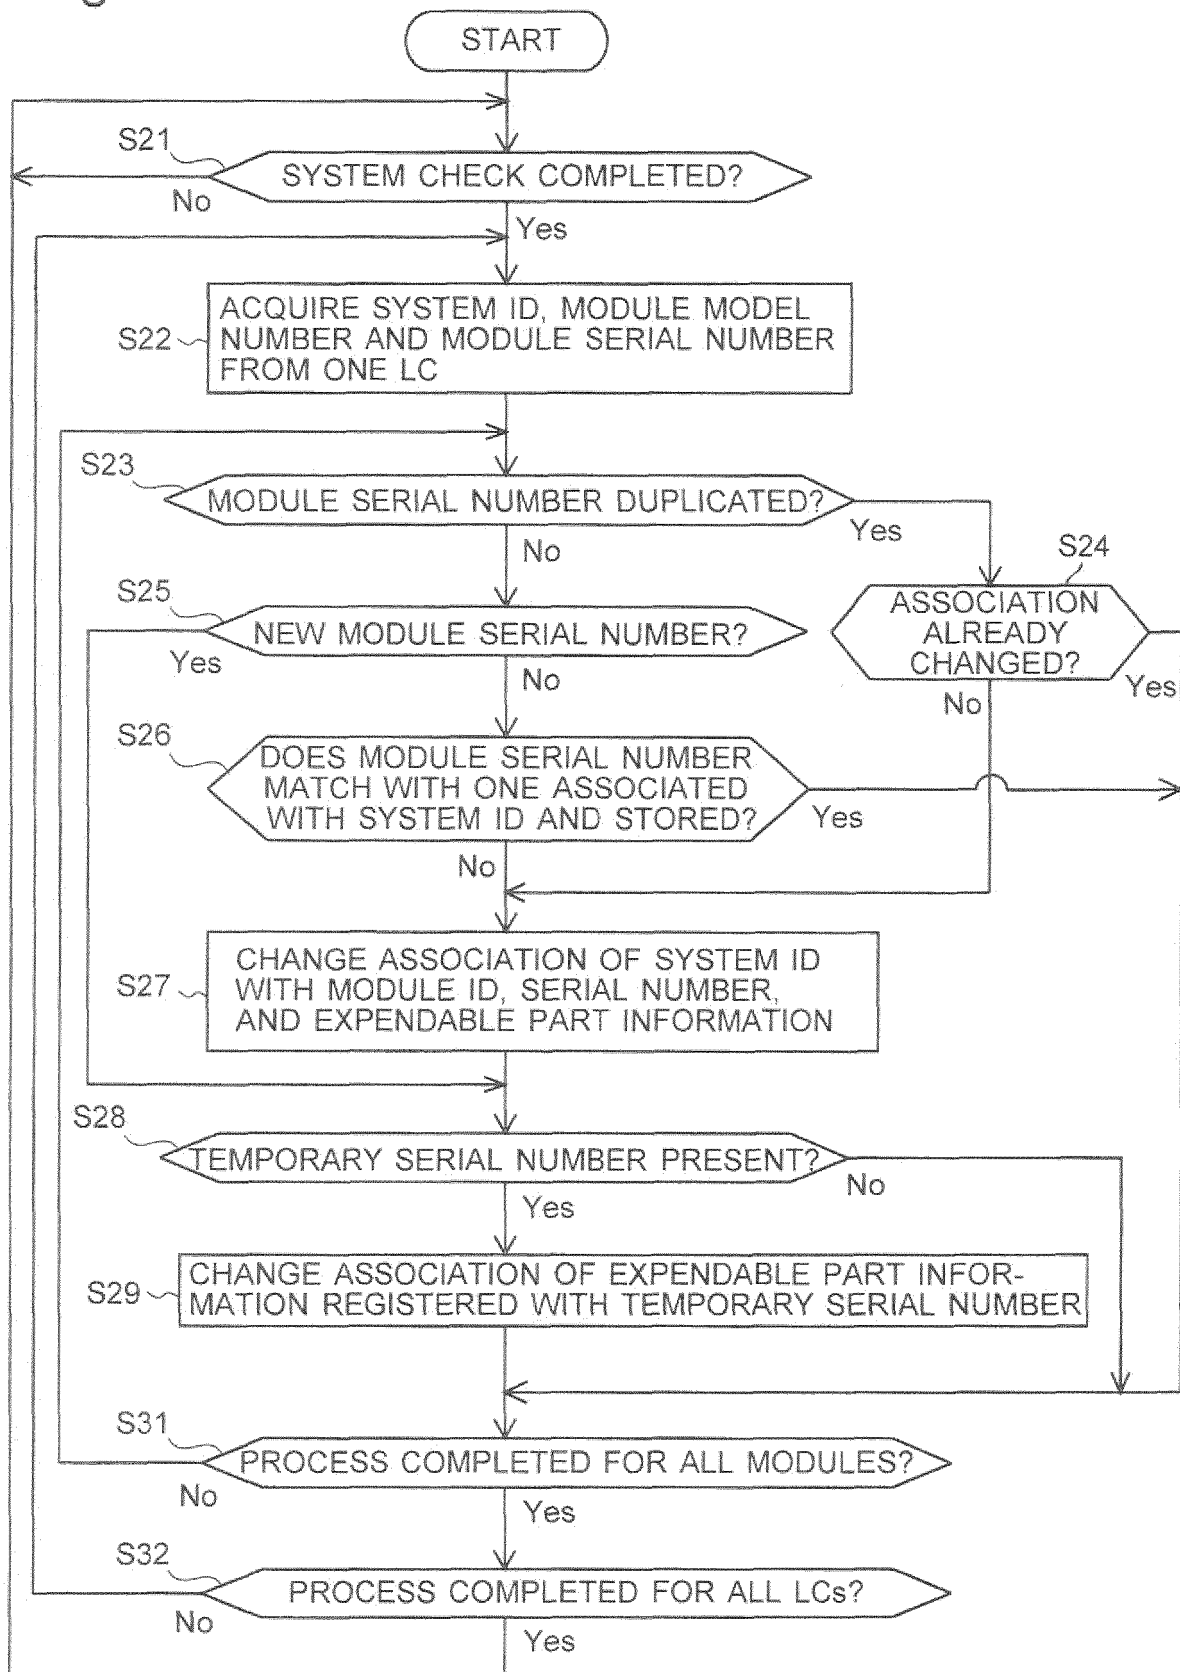 START
S21
SYSTEM CHECK COMPLETED?
No
Yes
S22
ACQUIRE SYSTEM ID, MODULE MODEL
NUMBER AND MODULE SERIAL NUMBER
FROM ONE LC
S23
MODULE SERIAL NUMBER DUPLICATED?
Yes
No
S24
ASSOCIATION
ALREADY
CHANGED?
Yes
No
S25
NEW MODULE SERIAL NUMBER?
Yes
No
S26
DOES MODULE SERIAL NUMBER
MATCH WITH ONE ASSOCIATED
WITH SYSTEM ID AND STORED?
Yes
No
S27
CHANGE ASSOCIATION OF SYSTEM ID
WITH MODULE ID, SERIAL NUMBER,
AND EXPENDABLE PART INFORMATION
S28
TEMPORARY SERIAL NUMBER PRESENT?
No
Yes
S29
CHANGE ASSOCIATION OF EXPENDABLE PART INFOR-
MATION REGISTERED WITH TEMPORARY SERIAL NUMBER
S31
PROCESS COMPLETED FOR ALL MODULES?
No
Yes
S32
PROCESS COMPLETED FOR ALL LCs?
No
Yes